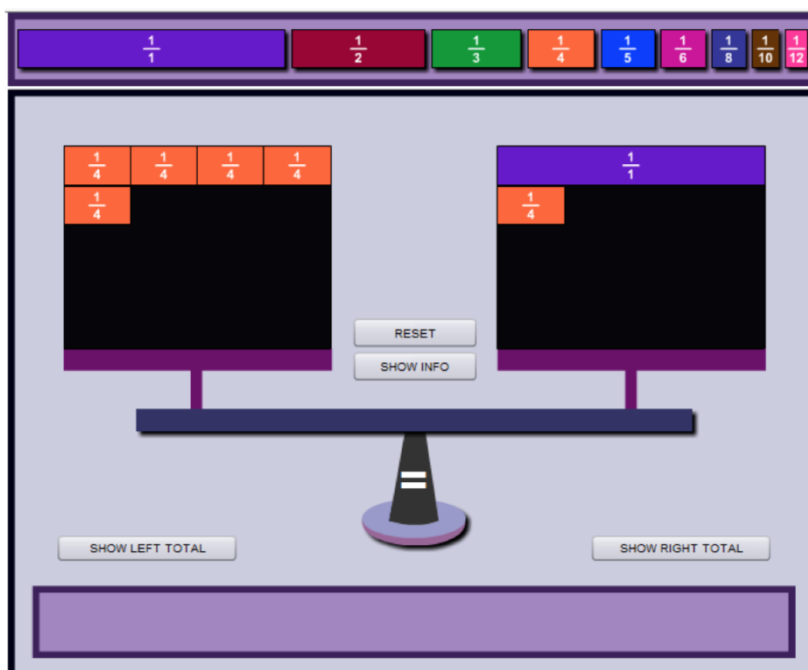 1/1 1/2 1/3 1/4 1/5 1/6 1/8 1/10 1/12
1/4 1/4 1/4 1/4
1/4
1/1
1/4
RESET
SHOW INFO
=
SHOW LEFT TOTAL
SHOW RIGHT TOTAL